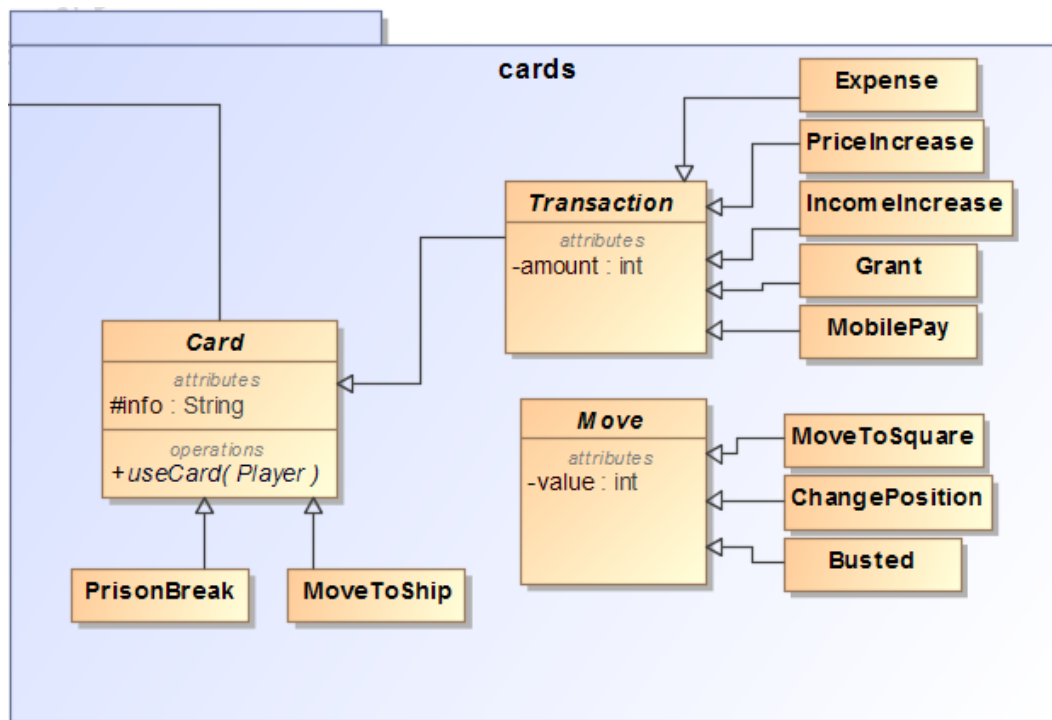 cards
Expense
PriceIncrease
IncomeIncrease
Grant
MobilePay
Transaction
attributes
-amount : int
Card
attributes
#info : String
operations
+useCard( Player )
Move
attributes
-value : int
MoveToSquare
ChangePosition
Busted
PrisonBreak
MoveToShip